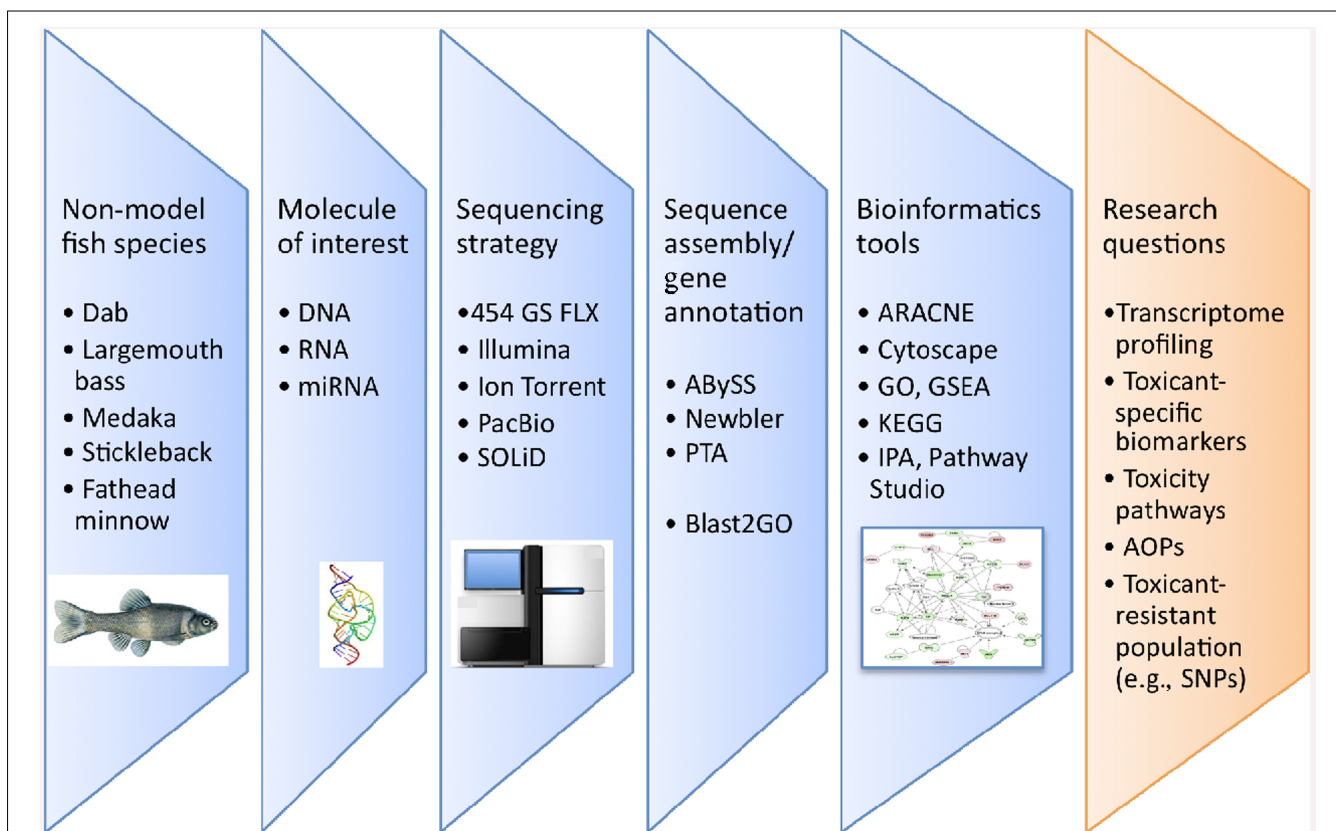 Non-model
fish species
• Dab
• Largemouth
bass
• Medaka
• Stickleback
• Fathead
minnow
Molecule
of interest
• DNA
• RNA
• miRNA
Sequencing
strategy
•454 GS FLX
• Illumina
• Ion Torrent
• PacBio
• SOLiD
Sequence
assembly/
gene
annotation
• ABySS
• Newbler
• PTA
• Blast2GO
Bioinformatics
tools
• ARACNE
• Cytoscape
• GO, GSEA
• KEGG
• IPA, Pathway
Studio
Research
questions
•Transcriptome
profiling
• Toxicant-
specific
biomarkers
• Toxicity
pathways
• AOPs
• Toxicant-
resistant
population
(e.g., SNPs)